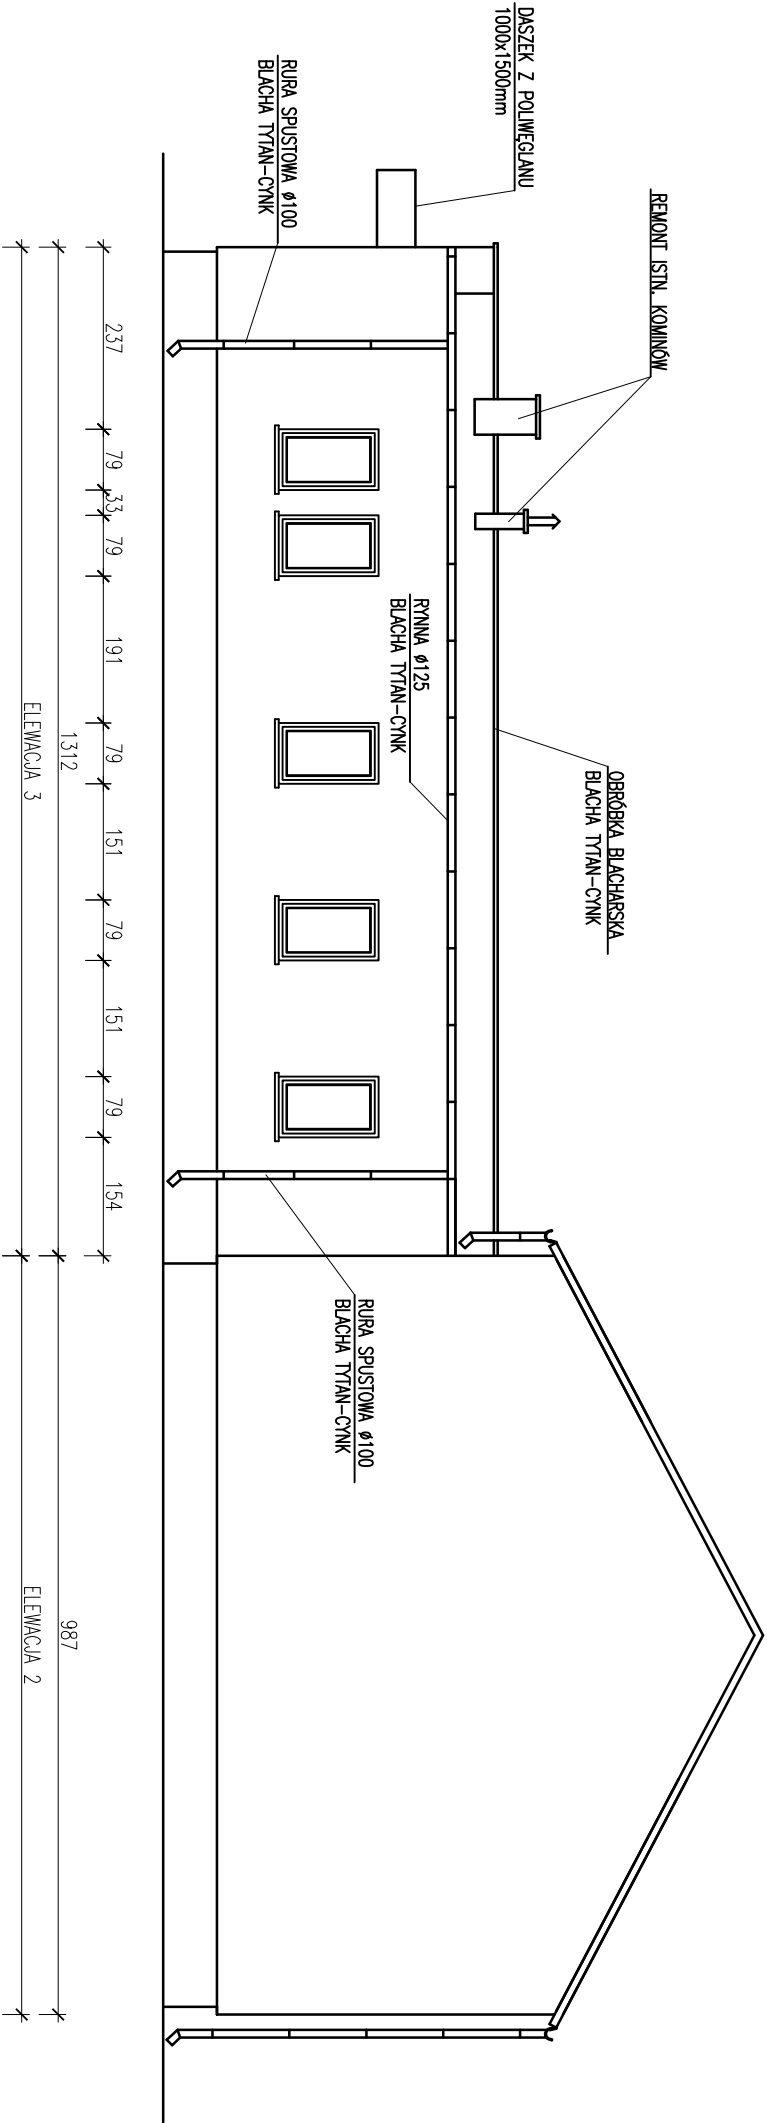 DASZEK Z POLIWĘGLANU
1000x1500mm
REMONT ISTN. KOMINÓW
OBRÓBKA BLACHARSKA
BLACHA TYTAN-CYNK
RURA SPUSTOWA ø100
BLACHA TYTAN-CYNK
RYNNA ø125
BLACHA TYTAN-CYNK
RURA SPUSTOWA ø100
BLACHA TYTAN-CYNK
237 79 33 79 191 79 151 79 151 79 154
1312 987
ELEWACJA 3 ELEWACJA 2